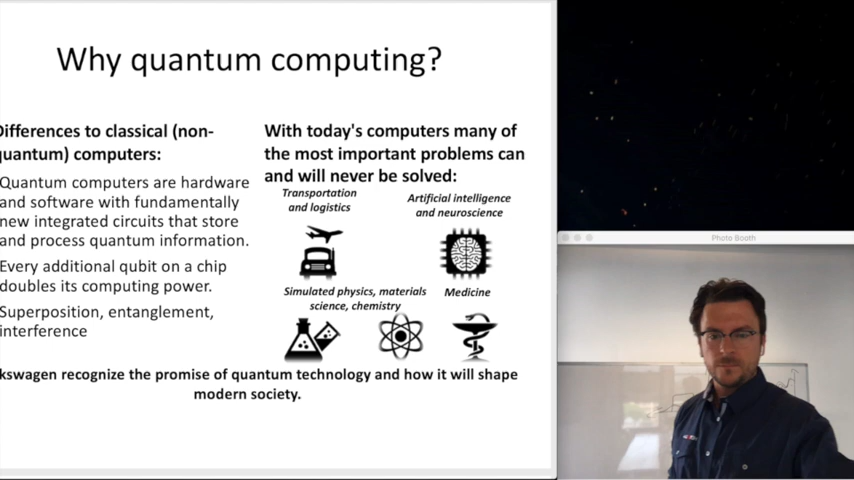 Why quantum computing?
Differences to classical (non-
quantum) computers:
Quantum computers are hardware
and software with fundamentally
new integrated circuits that store
and process quantum information.
Every additional qubit on a chip
doubles its computing power.
Superposition, entanglement,
interference
With today's computers many of
the most important problems can
and will never be solved:
Transportation
and logistics
Artificial intelligence
and neuroscience
Simulated physics, materials
science, chemistry
Medicine
kswagen recognize the promise of quantum technology and how it will shape
modern society.
Photo Booth